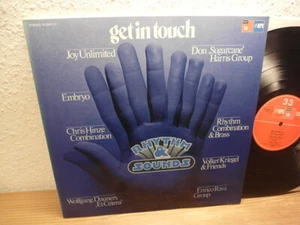 get in touch
Joy Unlimited
Don "Sugarcane"
Harris Group
Embryo
Rhythm
Combination
& Brass
Chris Hinze
Combination
RHYTHM
& SOUNDS
Volker Kriegel
& Friends
Wolfgang Dauner's
Et Cetera
Enrico Rava
Group
33